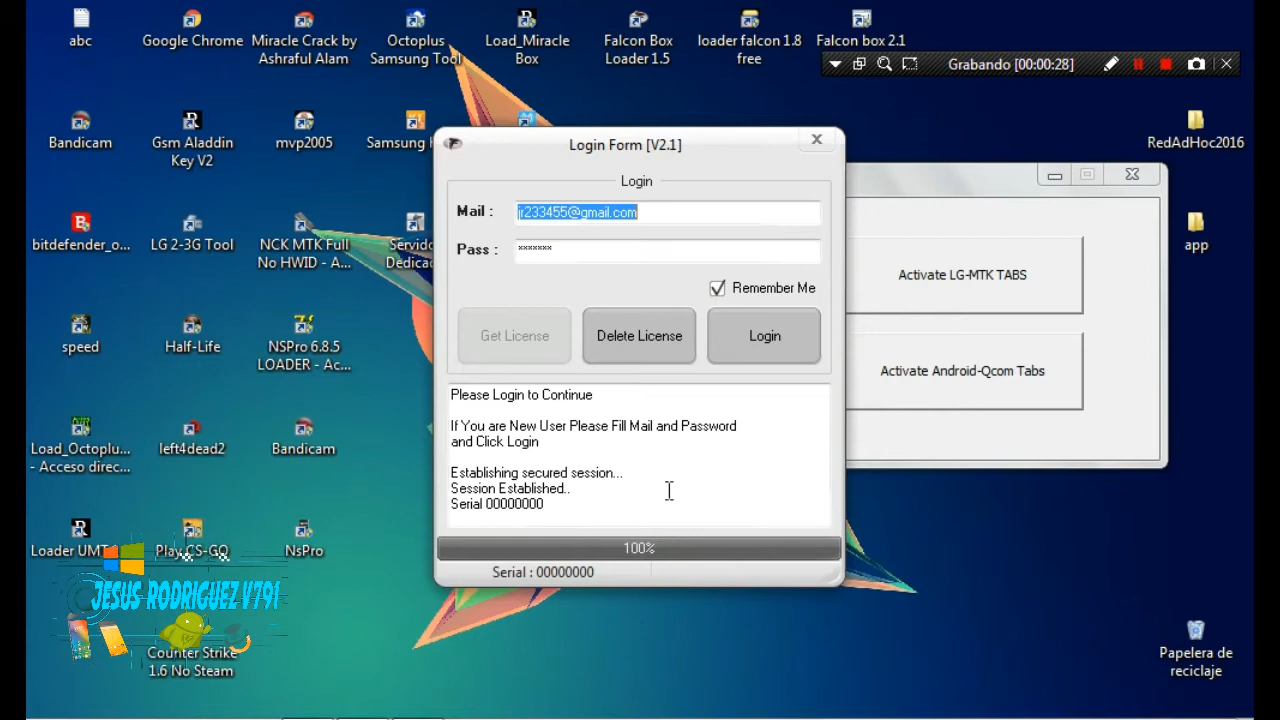 abc
Google Chrome
Miracle Crack by
Ashraful Alam
Octoplus
Samsung Tool
Load_Miracle
Box
Falcon Box
Loader 1.5
loader falcon 1.8
free
Falcon box 2.1
Grabando [00:00:28]
Bandicam
Gsm Aladdin
Key V2
mvp2005
Samsung
RedAdHoc2016
Login Form [V2.1]
Login
Mail :
jr233455@gmail.com
Pass :
*******
Remember Me
Get License
Delete License
Login
Activate LG-MTK TABS
Activate Android-Qcom Tabs
bitdefender_o...
LG 2-3G Tool
NCK MTK Full
No HWID - A...
Servido
Dedica
app
speed
Half-Life
NSPro 6.8.5
LOADER - Ac...
Please Login to Continue
If You are New User Please Fill Mail and Password
and Click Login
Establishing secured session...
Session Established..
Serial 00000000
100%
Serial : 00000000
Load_Octoplu...
- Acceso direc...
left4dead2
Bandicam
Loader UMT
Play CS-GO
NsPro
JESUS RODRIGUEZ V791
Counter Strike
1.6 No Steam
Papelera de
reciclaje